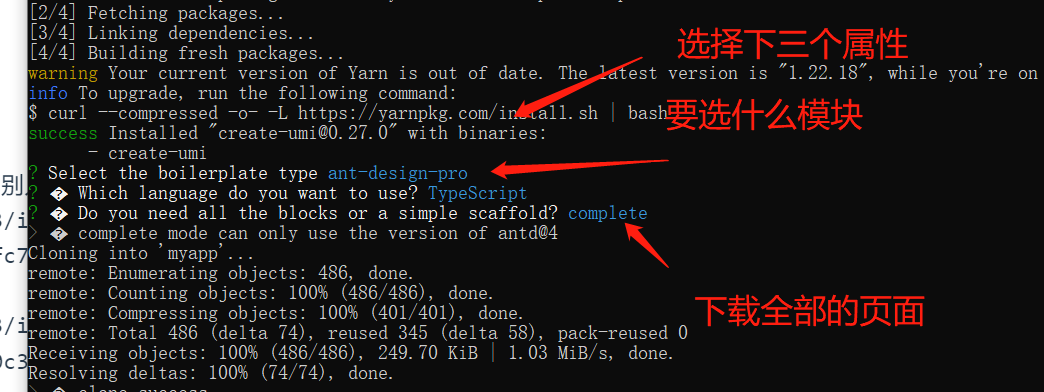 [2/4] Fetching packages...
[3/4] Linking dependencies...
[4/4] Building fresh packages...
选择下三个属性
warning Your current version of Yarn is out of date. The latest version is "1.22.18", while you're on
info To upgrade, run the following command:
$ curl --compressed -o- -L https://yarnpkg.com/install.sh | bash
要选什么模块
success Installed "create-umi@0.27.0" with binaries:
- create-umi
? Select the boilerplate type ant-design-pro
别
? � Which language do you want to use? TypeScript
? � Do you need all the blocks or a simple scaffold? complete
> � complete mode can only use the version of antd@4
Cloning into 'myapp'...
remote: Enumerating objects: 486, done.
remote: Counting objects: 100% (486/486), done.
下载全部的页面
remote: Compressing objects: 100% (401/401), done.
remote: Total 486 (delta 74), reused 345 (delta 58), pack-reused 0
Receiving objects: 100% (486/486), 249.70 KiB | 1.03 MiB/s, done.
Resolving deltas: 100% (74/74), done.
> � clone success